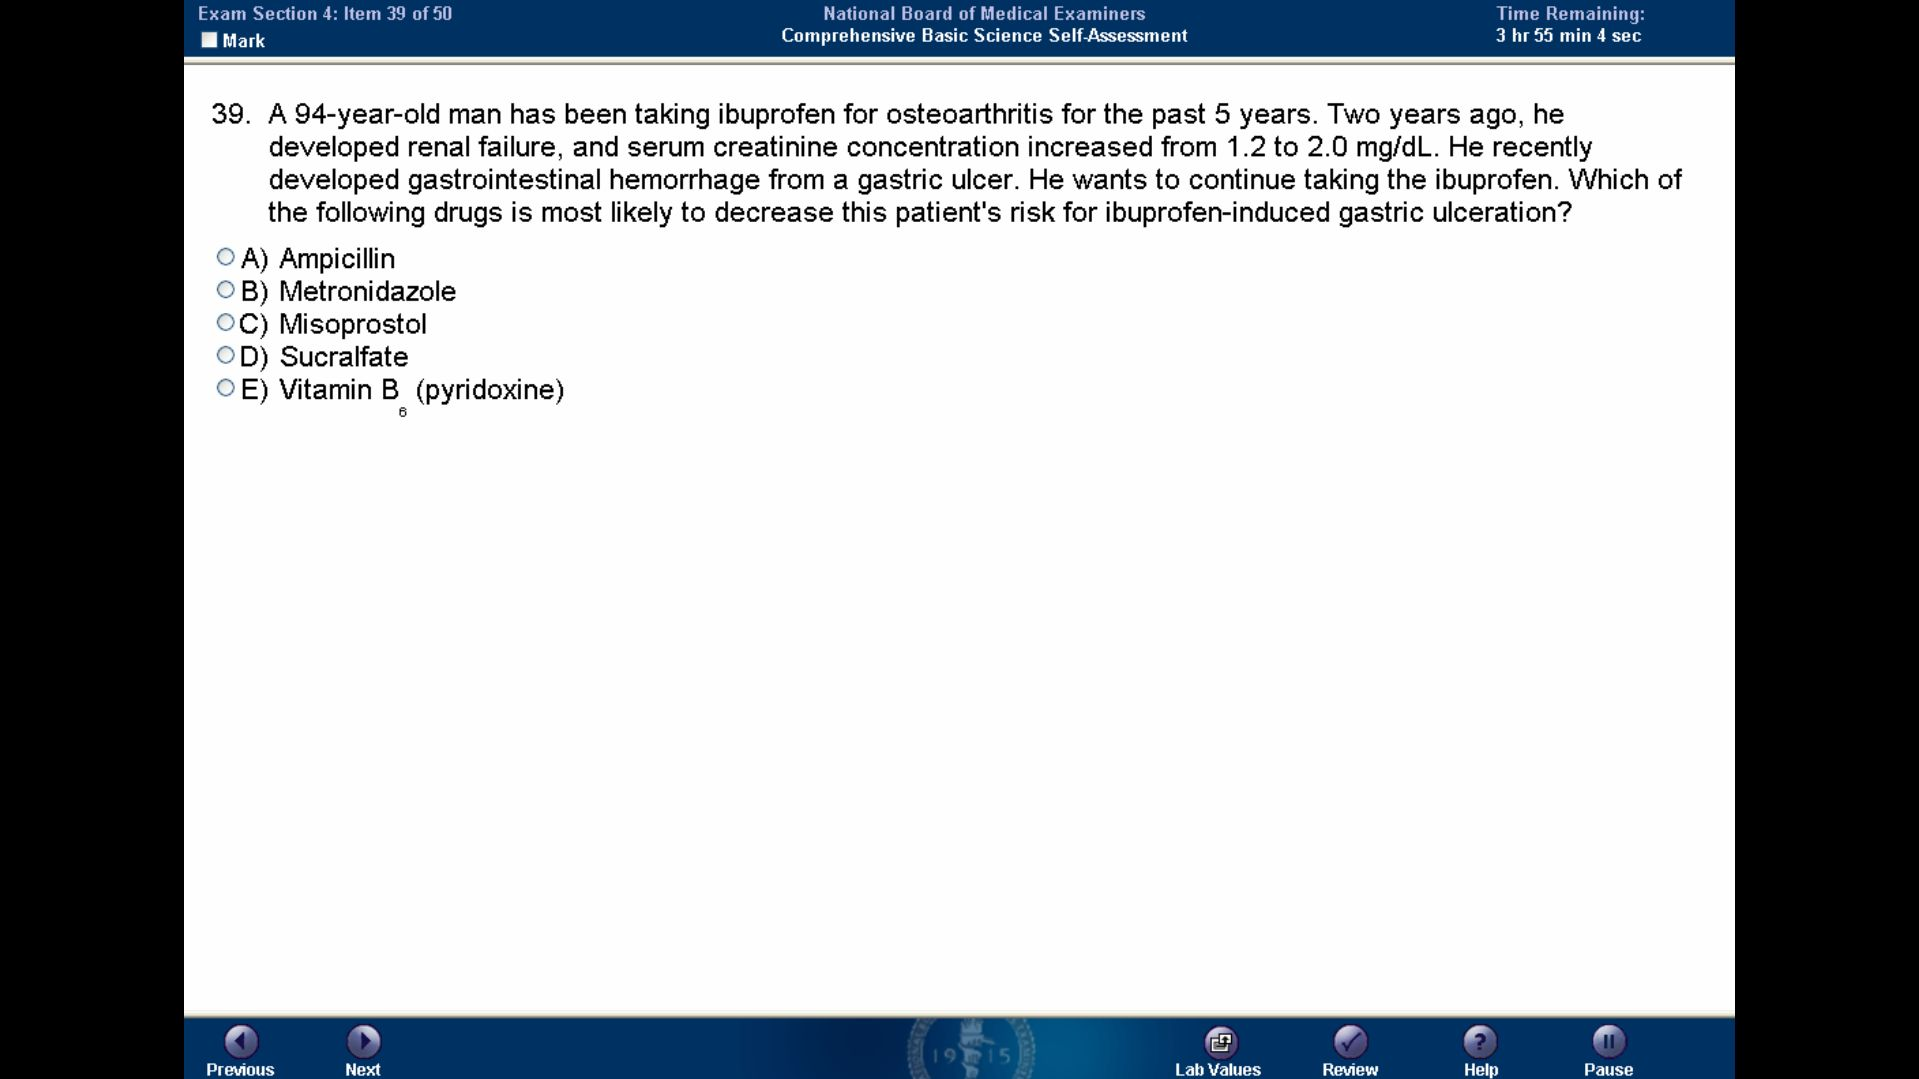 Exam Section 4: Item 39 of 50
National Board of Medical Examiners
Time Remaining:
Mark
Comprehensive Basic Science Self-Assessment
3 hr 55 min 4 sec
39. A 94-year-old man has been taking ibuprofen for osteoarthritis for the past 5 years. Two years ago, he
developed renal failure, and serum creatinine concentration increased from 1.2 to 2.0 mg/dL. He recently
developed gastrointestinal hemorrhage from a gastric ulcer. He wants to continue taking the ibuprofen. Which of
the following drugs is most likely to decrease this patient's risk for ibuprofen-induced gastric ulceration?
A) Ampicillin
B) Metronidazole
C) Misoprostol
D) Sucralfate
E) Vitamin B6 (pyridoxine)
1915
Previous
Next
Lab Values
Review
Help
Pause